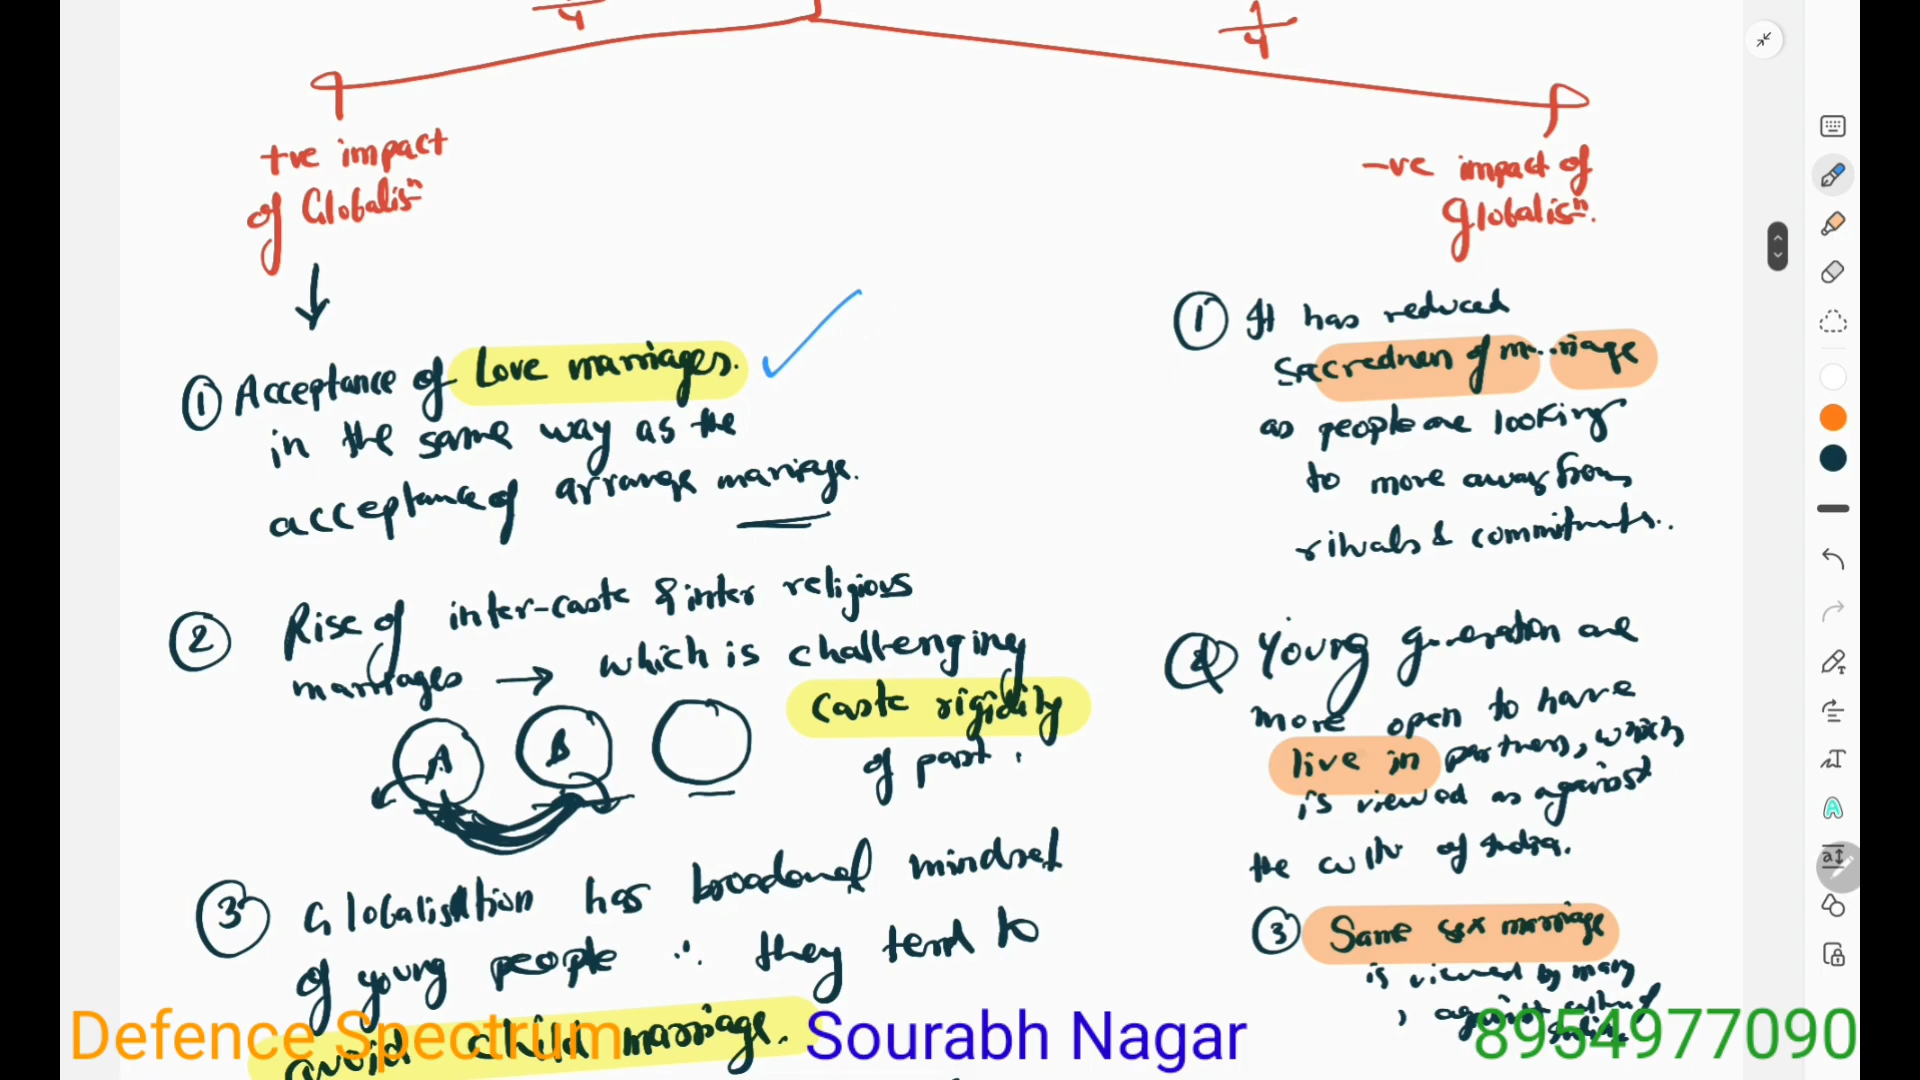 4
1
4
+ve impact
of Globalisⁿ
-ve impact of
globalisⁿ.
① Acceptance of Love marriages.
in the same way as the
acceptance of arrange marriage.
② Rise of inter-caste & inter religious
marriages → which is challenging
caste rigidity
of past.
A B
③ Globalisation has broadened mindset
of young people ∴ they tend to
avoid child marriage.
① It has reduced
sacredness of marriage
as people are looking
to move away from
rituals & commitments..
② Young generation are
more open to have
live in partners, which
is viewed as against
the cultr of India.
③ Same sex marriage
is viewed by many
against
Defence Spectrum Sourabh Nagar 8954977090